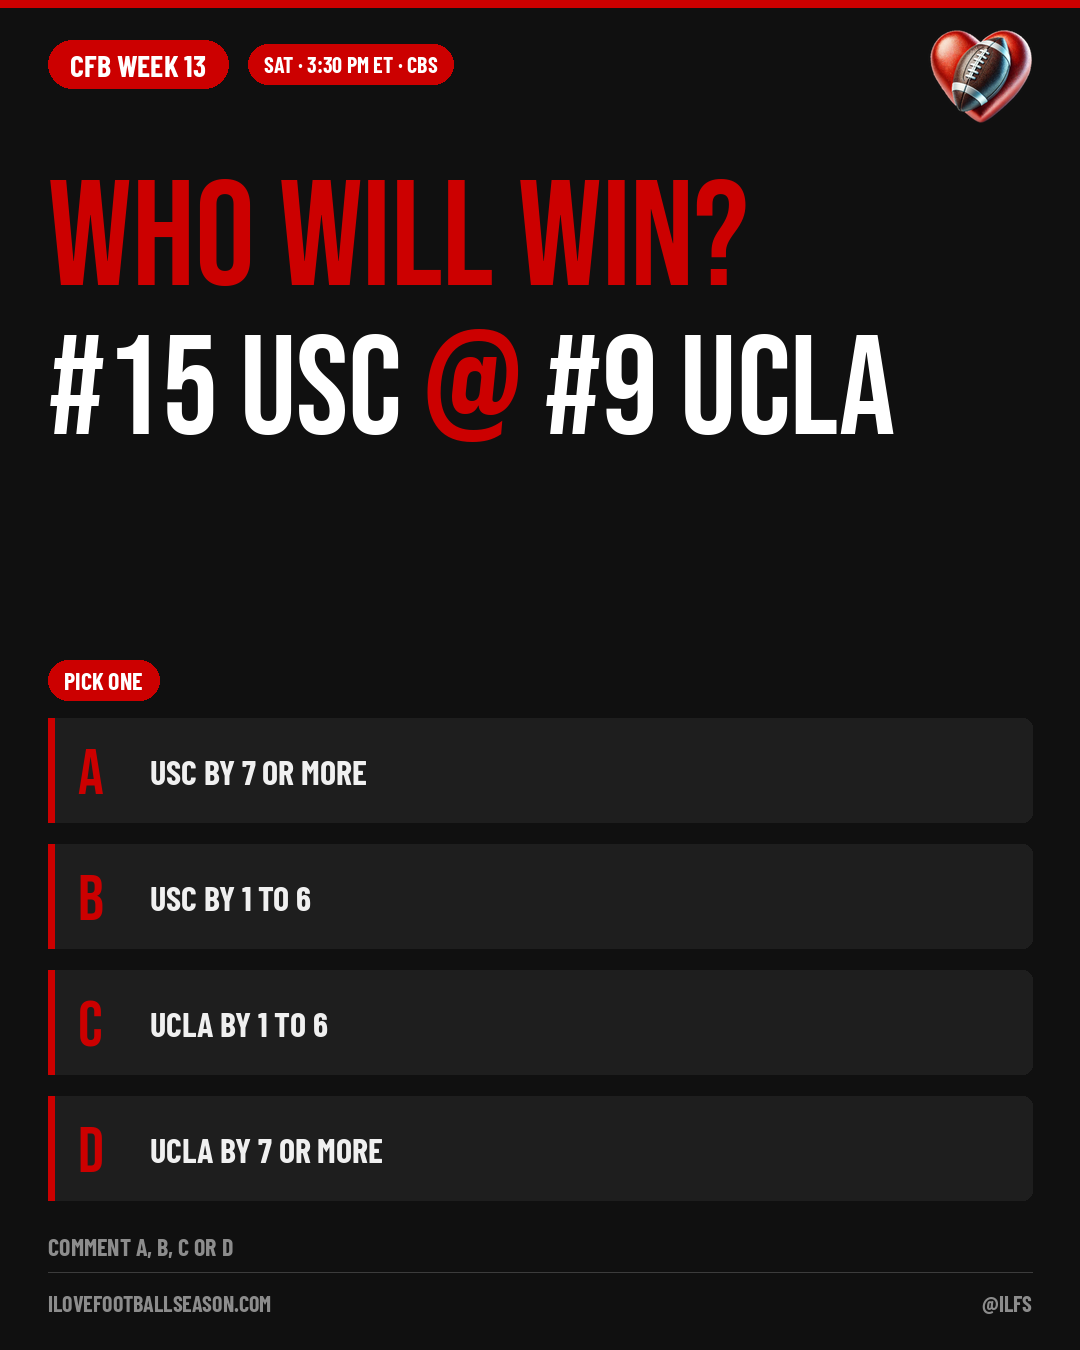 CFB WEEK 13
SAT · 3:30 PM ET · CBS
WHO WILL WIN?
#15 USC @ #9 UCLA
PICK ONE
A USC BY 7 OR MORE
B USC BY 1 TO 6
C UCLA BY 1 TO 6
D UCLA BY 7 OR MORE
COMMENT A, B, C OR D
ILOVEFOOTBALLSEASON.COM
@ILFS